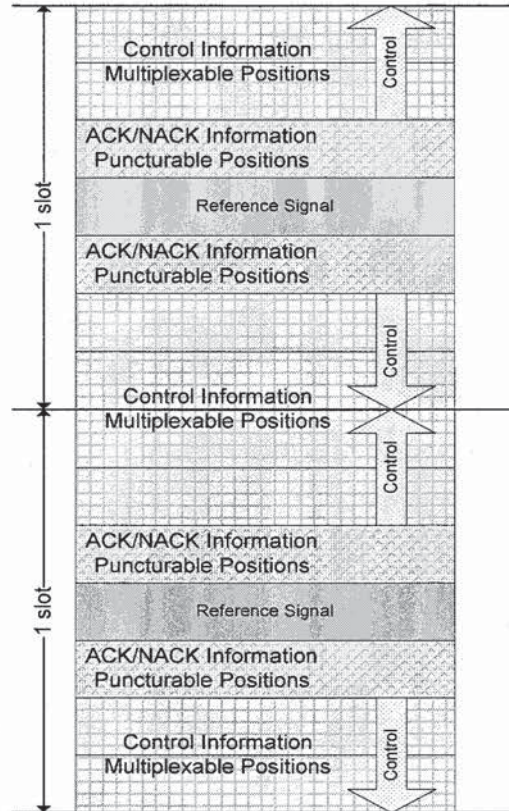 Control Information
Multiplexable Positions
Control
ACK/NACK Information
Puncturable Positions
1 slot
Reference Signal
ACK/NACK Information
Puncturable Positions
Control
Control Information
Multiplexable Positions
Control
ACK/NACK Information
Puncturable Positions
1 slot
Reference Signal
ACK/NACK Information
Puncturable Positions
Control Information
Multiplexable Positions
Control